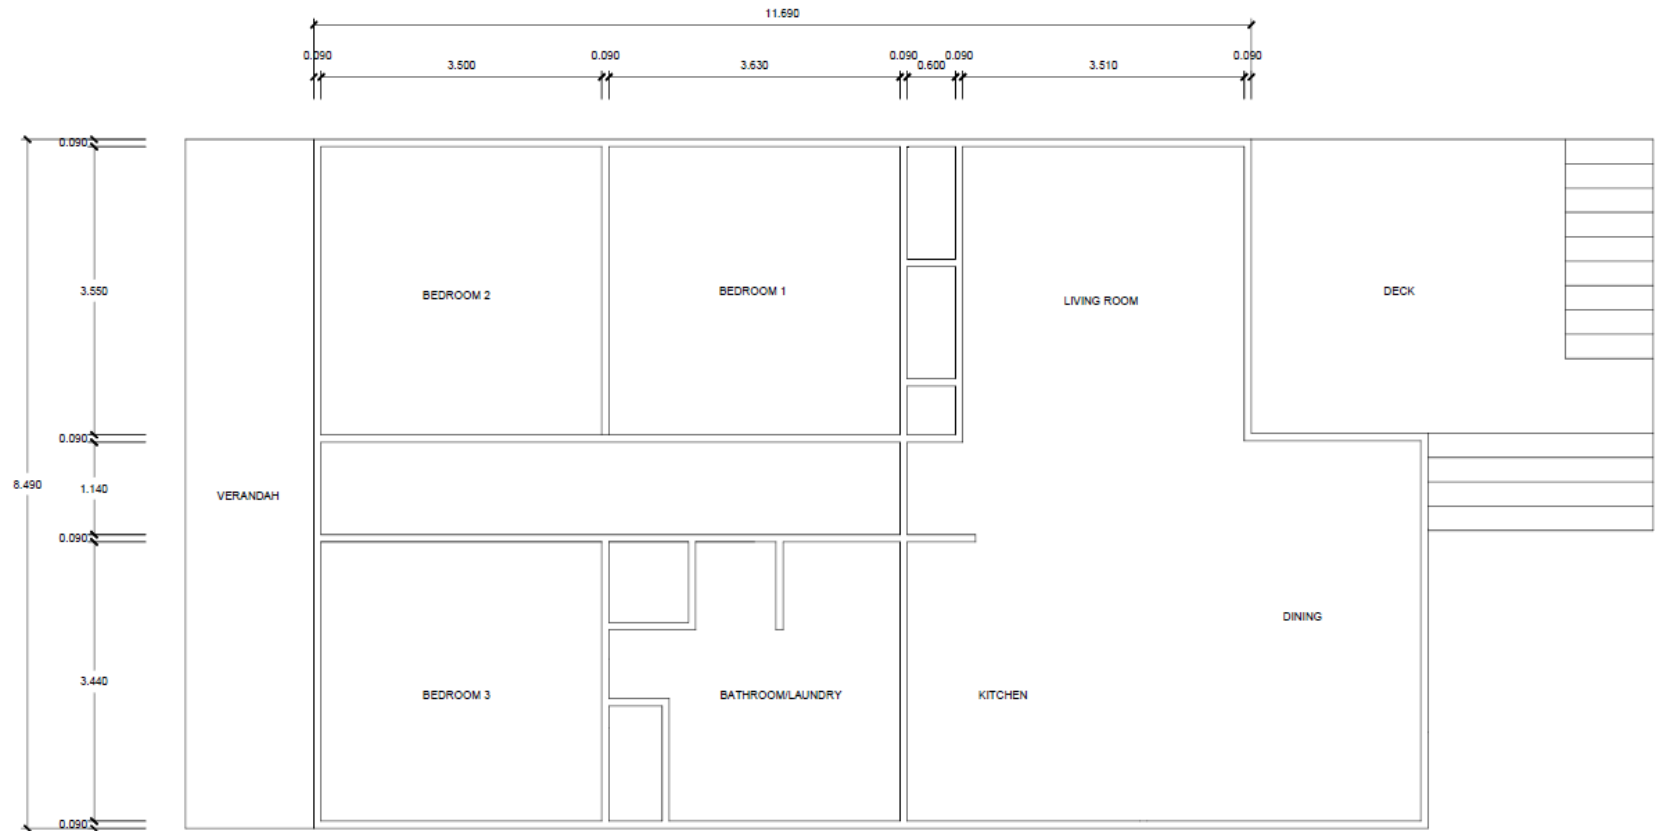 11.690
0.090 0.090 0.090 0.090 0.090
3.500 3.630 0.600 3.510
0.090
3.550
BEDROOM 2 BEDROOM 1 LIVING ROOM DECK
0.090
8.490 1.140 VERANDAH
0.090
DINING
3.440
BEDROOM 3 BATHROOM/LAUNDRY KITCHEN
0.090